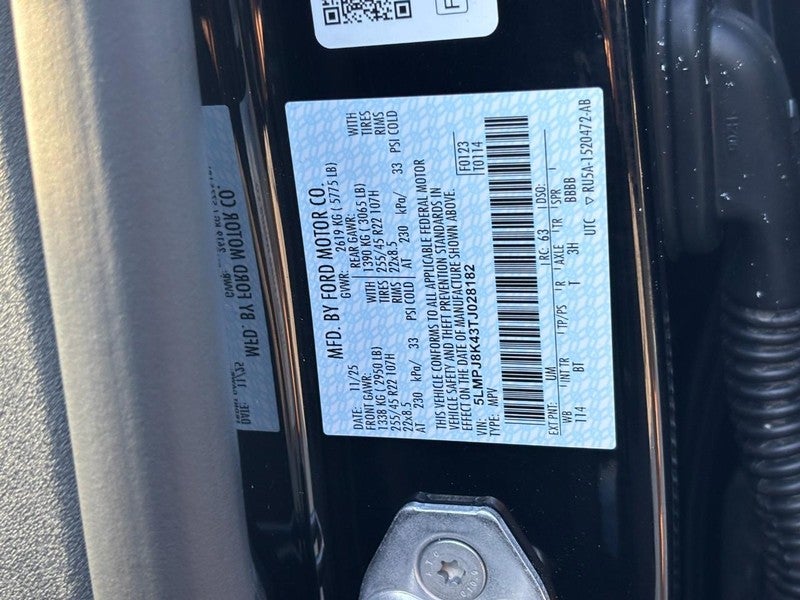 MFD. BY FORD MOTOR CO.
DATE: 11/25 GVWR: 2619 KG ( 5775 LB)
FRONT GAWR: REAR GAWR:
1338 KG ( 2950 LB) WITH 1390 KG ( 3065 LB) WITH
255/45 R22 107H TIRES 255/45 R22 107H TIRES
22x8.5 RIMS 22x8.5 RIMS
AT 230 kPa/ 33 PSI COLD AT 230 kPa/ 33 PSI COLD
THIS VEHICLE CONFORMS TO ALL APPLICABLE FEDERAL MOTOR
VEHICLE SAFETY AND THEFT PREVENTION STANDARDS IN
EFFECT ON THE DATE OF MANUFACTURE SHOWN ABOVE.
VIN: 5LMPJ8K43TJ028182 F0123
TYPE: MPV T0114
EXT PNT: UM RC: 63 DSO:
WB INT TR TP/PS R AXLE TR SPR
114 BT T 3H BBBB
UTC ▽ RU5A-1520472-AB